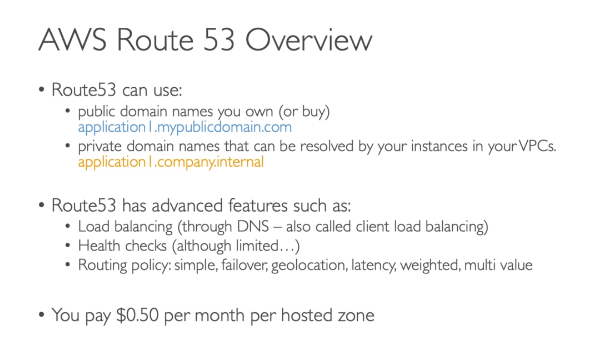 AWS Route 53 Overview
• Route53 can use:
• public domain names you own (or buy)
application1.mypublicdomain.com
• private domain names that can be resolved by your instances in your VPCs.
application1.company.internal
• Route53 has advanced features such as:
• Load balancing (through DNS – also called client load balancing)
• Health checks (although limited…)
• Routing policy: simple, failover, geolocation, latency, weighted, multi value
• You pay $0.50 per month per hosted zone